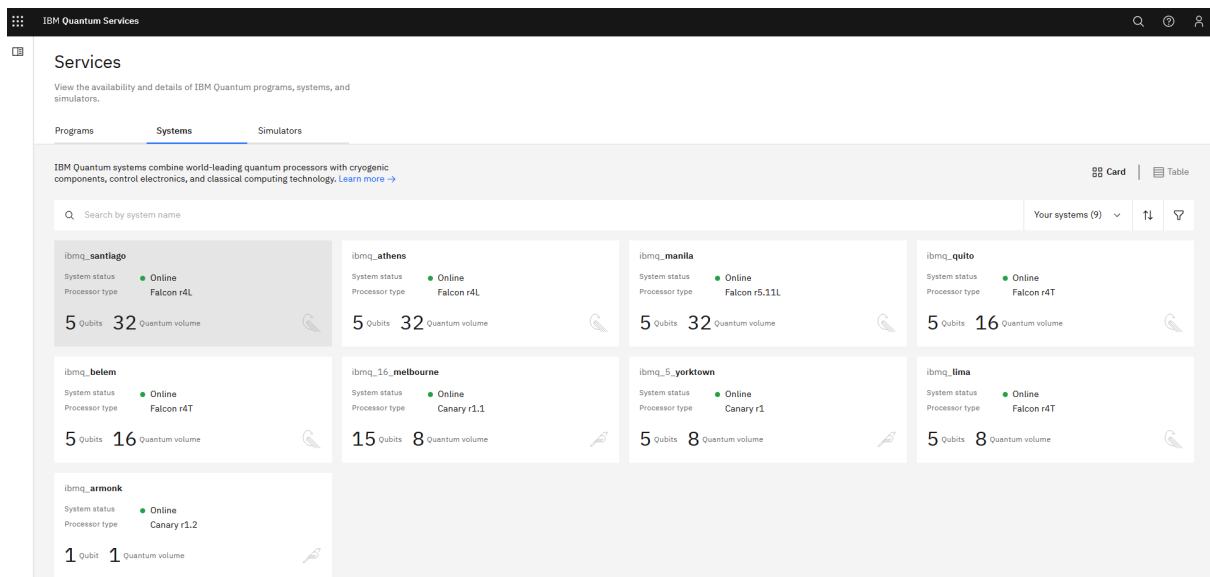 IBM Quantum Services
Services
View the availability and details of IBM Quantum programs, systems, and
simulators.
Programs Systems Simulators
IBM Quantum systems combine world-leading quantum processors with cryogenic
components, control electronics, and classical computing technology. Learn more →
Card Table
Search by system name
Your systems (9)
ibmq_santiago
System status Online
Processor type Falcon r4L
5 Qubits 32 Quantum volume
ibmq_athens
System status Online
Processor type Falcon r4L
5 Qubits 32 Quantum volume
ibmq_manila
System status Online
Processor type Falcon r5.11L
5 Qubits 32 Quantum volume
ibmq_quito
System status Online
Processor type Falcon r4T
5 Qubits 16 Quantum volume
ibmq_belem
System status Online
Processor type Falcon r4T
5 Qubits 16 Quantum volume
ibmq_16_melbourne
System status Online
Processor type Canary r1.1
15 Qubits 8 Quantum volume
ibmq_5_yorktown
System status Online
Processor type Canary r1
5 Qubits 8 Quantum volume
ibmq_lima
System status Online
Processor type Falcon r4T
5 Qubits 8 Quantum volume
ibmq_armonk
System status Online
Processor type Canary r1.2
1 Qubit 1 Quantum volume